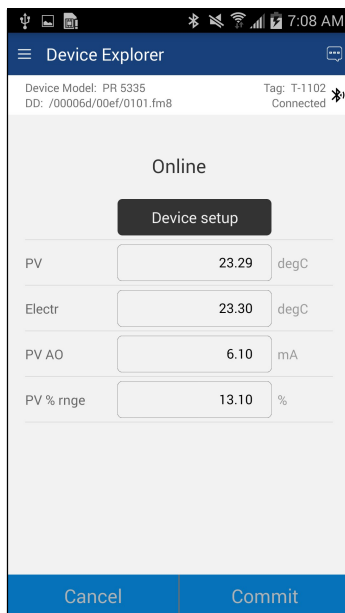 7:08 AM
Device Explorer
Device Model: PR 5335
Tag: T-1102
DD: /00006d/00ef/0101.fm8
Connected
Online
Device setup
PV 23.29 degC
Electr 23.30 degC
PV AO 6.10 mA
PV % rnge 13.10 %
Cancel Commit